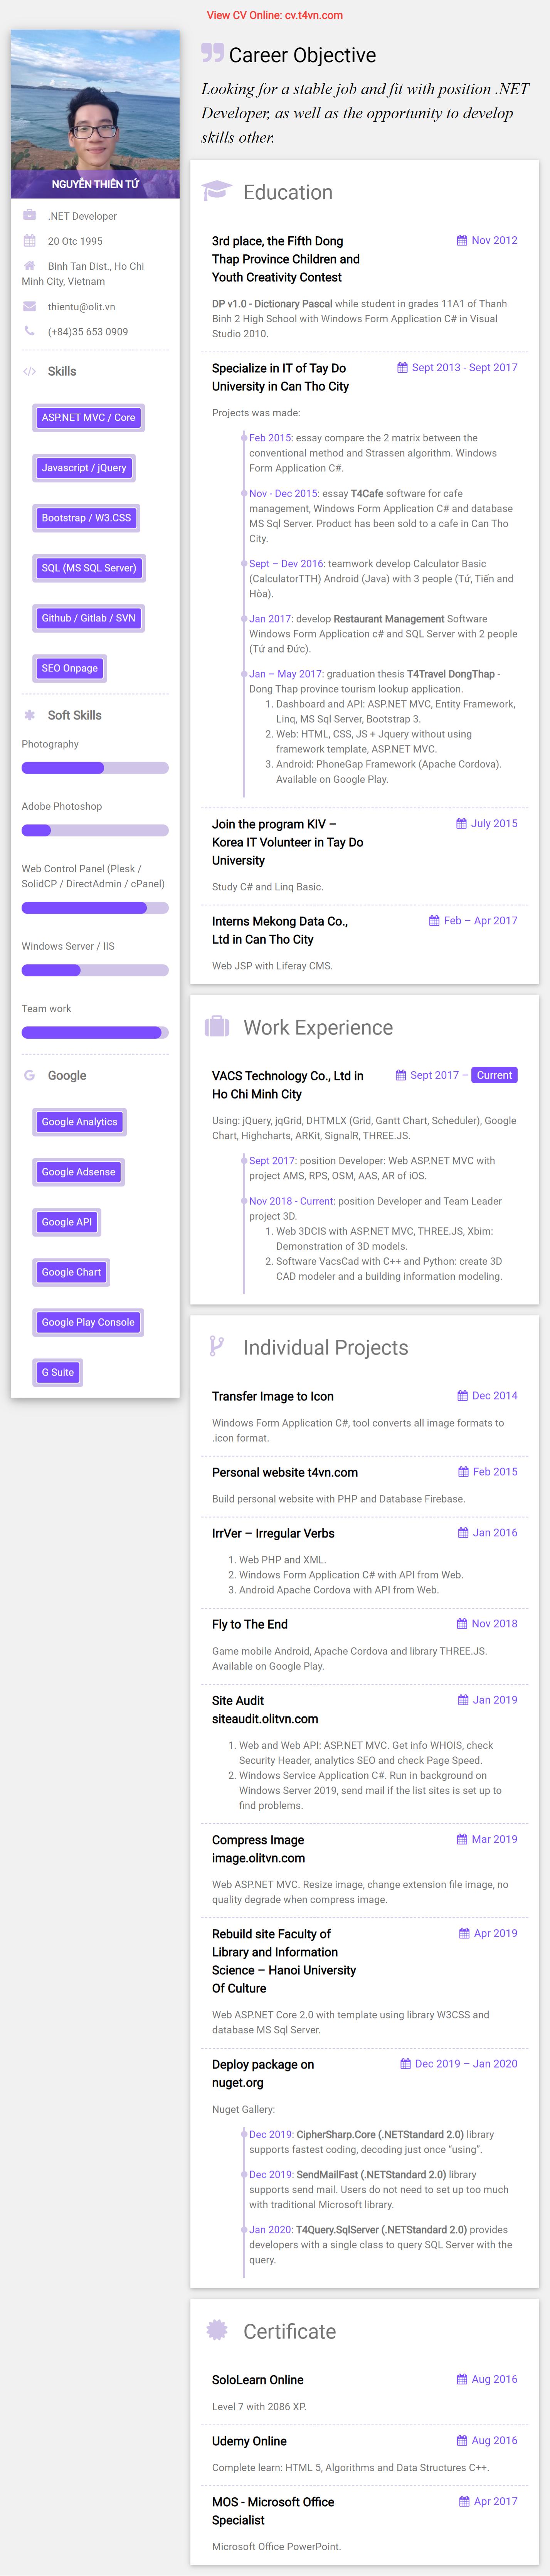 View CV Online: cv.t4vn.com
NGUYỄN THIÊN TỨ
.NET Developer
20 Otc 1995
Binh Tan Dist., Ho Chi
Minh City, Vietnam
thientu@olit.vn
(+84)35 653 0909
Skills
ASP.NET MVC / Core
Javascript / jQuery
Bootstrap / W3.CSS
SQL (MS SQL Server)
Github / Gitlab / SVN
SEO Onpage
Soft Skills
Photography
Adobe Photoshop
Web Control Panel (Plesk /
SolidCP / DirectAdmin / cPanel)
Windows Server / IIS
Team work
Google
Google Analytics
Google Adsense
Google API
Google Chart
Google Play Console
G Suite
Career Objective
Looking for a stable job and fit with position .NET
Developer, as well as the opportunity to develop
skills other.
Education
3rd place, the Fifth Dong
Thap Province Children and
Youth Creativity Contest
Nov 2012
DP v1.0 - Dictionary Pascal while student in grades 11A1 of Thanh
Binh 2 High School with Windows Form Application C# in Visual
Studio 2010.
Specialize in IT of Tay Do
University in Can Tho City
Sept 2013 - Sept 2017
Projects was made:
Feb 2015: essay compare the 2 matrix between the
conventional method and Strassen algorithm. Windows
Form Application C#.
Nov - Dec 2015: essay T4Cafe software for cafe
management, Windows Form Application C# and database
MS Sql Server. Product has been sold to a cafe in Can Tho
City.
Sept – Dev 2016: teamwork develop Calculator Basic
(CalculatorTTH) Android (Java) with 3 people (Tứ, Tiến and
Hòa).
Jan 2017: develop Restaurant Management Software
Windows Form Application c# and SQL Server with 2 people
(Tứ and Đức).
Jan – May 2017: graduation thesis T4Travel DongThap -
Dong Thap province tourism lookup application.
1. Dashboard and API: ASP.NET MVC, Entity Framework,
Linq, MS Sql Server, Bootstrap 3.
2. Web: HTML, CSS, JS + Jquery without using
framework template, ASP.NET MVC.
3. Android: PhoneGap Framework (Apache Cordova).
Available on Google Play.
Join the program KIV –
Korea IT Volunteer in Tay Do
University
July 2015
Study C# and Linq Basic.
Interns Mekong Data Co.,
Ltd in Can Tho City
Feb – Apr 2017
Web JSP with Liferay CMS.
Work Experience
VACS Technology Co., Ltd in
Ho Chi Minh City
Sept 2017 – Current
Using: jQuery, jqGrid, DHTMLX (Grid, Gantt Chart, Scheduler), Google
Chart, Highcharts, ARKit, SignalR, THREE.JS.
Sept 2017: position Developer: Web ASP.NET MVC with
project AMS, RPS, OSM, AAS, AR of iOS.
Nov 2018 - Current: position Developer and Team Leader
project 3D.
1. Web 3DCIS with ASP.NET MVC, THREE.JS, Xbim:
Demonstration of 3D models.
2. Software VacsCad with C++ and Python: create 3D
CAD modeler and a building information modeling.
Individual Projects
Transfer Image to Icon
Dec 2014
Windows Form Application C#, tool converts all image formats to
.icon format.
Personal website t4vn.com
Feb 2015
Build personal website with PHP and Database Firebase.
IrrVer – Irregular Verbs
Jan 2016
1. Web PHP and XML.
2. Windows Form Application C# with API from Web.
3. Android Apache Cordova with API from Web.
Fly to The End
Nov 2018
Game mobile Android, Apache Cordova and library THREE.JS.
Available on Google Play.
Site Audit
siteaudit.olitvn.com
Jan 2019
1. Web and Web API: ASP.NET MVC. Get info WHOIS, check
Security Header, analytics SEO and check Page Speed.
2. Windows Service Application C#. Run in background on
Windows Server 2019, send mail if the list sites is set up to
find problems.
Compress Image
image.olitvn.com
Mar 2019
Web ASP.NET MVC. Resize image, change extension file image, no
quality degrade when compress image.
Rebuild site Faculty of
Library and Information
Science – Hanoi University
Of Culture
Apr 2019
Web ASP.NET Core 2.0 with template using library W3CSS and
database MS Sql Server.
Deploy package on
nuget.org
Dec 2019 – Jan 2020
Nuget Gallery:
Dec 2019: CipherSharp.Core (.NETStandard 2.0) library
supports fastest coding, decoding just once “using”.
Dec 2019: SendMailFast (.NETStandard 2.0) library
supports send mail. Users do not need to set up too much
with traditional Microsoft library.
Jan 2020: T4Query.SqlServer (.NETStandard 2.0) provides
developers with a single class to query SQL Server with the
query.
Certificate
SoloLearn Online
Aug 2016
Level 7 with 2086 XP.
Udemy Online
Aug 2016
Complete learn: HTML 5, Algorithms and Data Structures C++.
MOS - Microsoft Office
Specialist
Apr 2017
Microsoft Office PowerPoint.